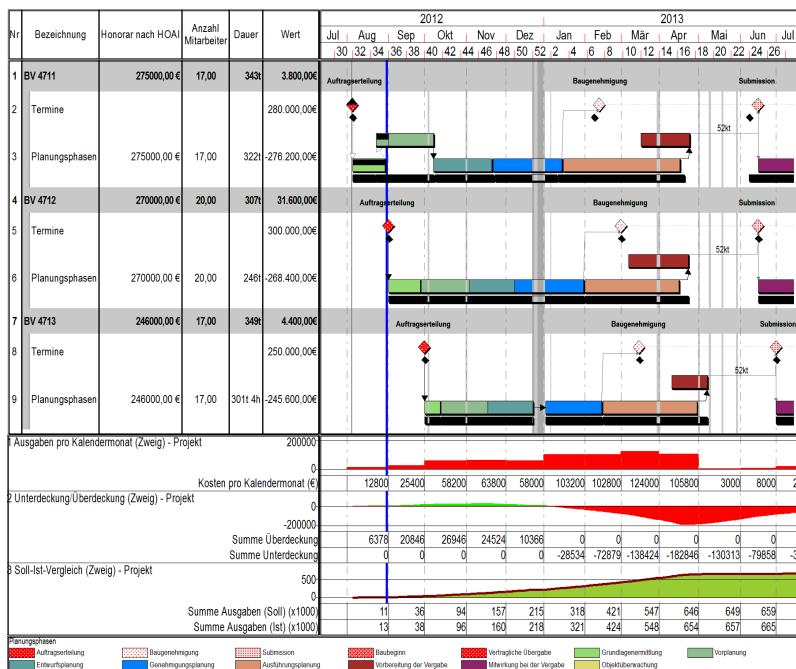 2012 2013
Nr Bezeichnung Honorar nach HOAI Anzahl Mitarbeiter Dauer Wert Jul Aug Sep Okt Nov Dez Jan Feb Mär Apr Mai Jun Jul
30 32 34 36 38 40 42 44 46 48 50 52 2 4 6 8 10 12 14 16 18 20 22 24 26
1 BV 4711 275000,00 € 17,00 343t 3.800,00€ Auftragserteilung Baugenehmigung Submission
2 Termine 280.000,00€
52kt
3 Planungsphasen 275000,00 € 17,00 322t -276.200,00€
4 BV 4712 270000,00 € 20,00 307t 31.600,00€ Auftragserteilung Baugenehmigung Submission
5 Termine 300.000,00€
52kt
6 Planungsphasen 270000,00 € 20,00 246t -268.400,00€
7 BV 4713 246000,00 € 17,00 349t 4.400,00€ Auftragserteilung Baugenehmigung Submission
8 Termine 250.000,00€
52kt
9 Planungsphasen 246000,00 € 17,00 301t 4h -245.600,00€
1 Ausgaben pro Kalendermonat (Zweig) - Projekt 200000
0
Kosten pro Kalendermonat (€) 12800 25400 58200 63800 58000 103200 102800 124000 105800 3000 8000 2
2 Unterdeckung/Überdeckung (Zweig) - Projekt 0
-200000
Summe Überdeckung 6378 20846 26946 24524 10366 0 0 0 0 0 0
Summe Unterdeckung 0 0 0 0 0 -28534 -72879 -138424 -182846 -130313 -79858 -3
3 Soll-Ist-Vergleich (Zweig) - Projekt
500
0
Summe Ausgaben (Soll) (x1000) 11 36 94 157 215 318 421 547 646 649 659
Summe Ausgaben (Ist) (x1000) 13 38 96 160 218 321 424 548 654 657 665
Planungsphasen
Auftragserteilung Baugenehmigung Submission Baubeginn Vertragliche Übergabe Grundlagenermittlung Vorplanung
Entwurfsplanung Genehmigungsplanung Ausführungsplanung Vorbereitung der Vergabe Mitwirkung bei der Vergabe Objektüberwachung